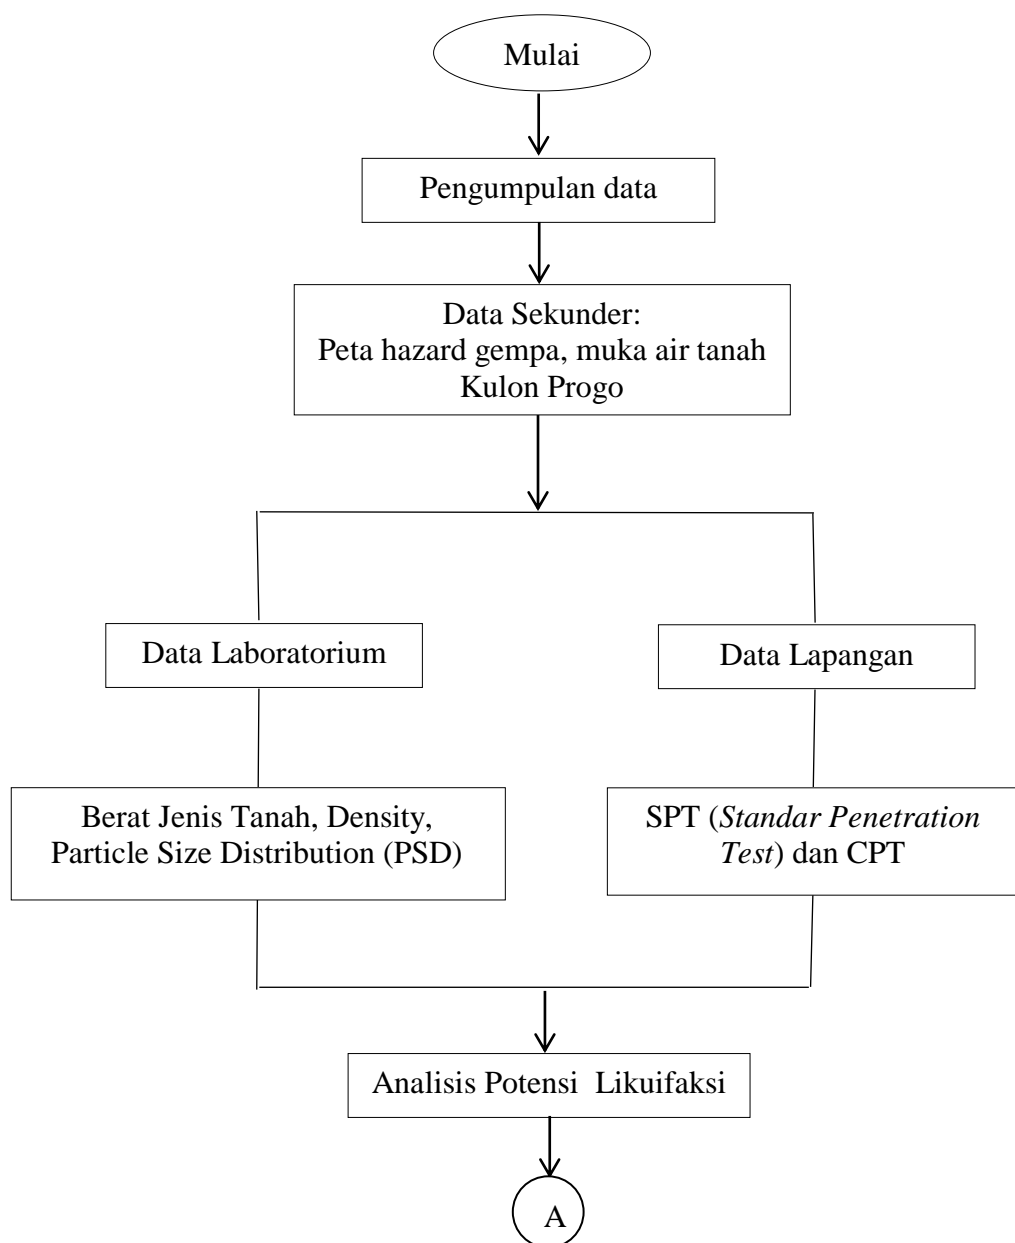 Mulai
Pengumpulan data
Data Sekunder:
Peta hazard gempa, muka air tanah
Kulon Progo
Data Laboratorium
Data Lapangan
Berat Jenis Tanah, Density,
Particle Size Distribution (PSD)
SPT (Standar Penetration
Test) dan CPT
Analisis Potensi  Likuifaksi
A